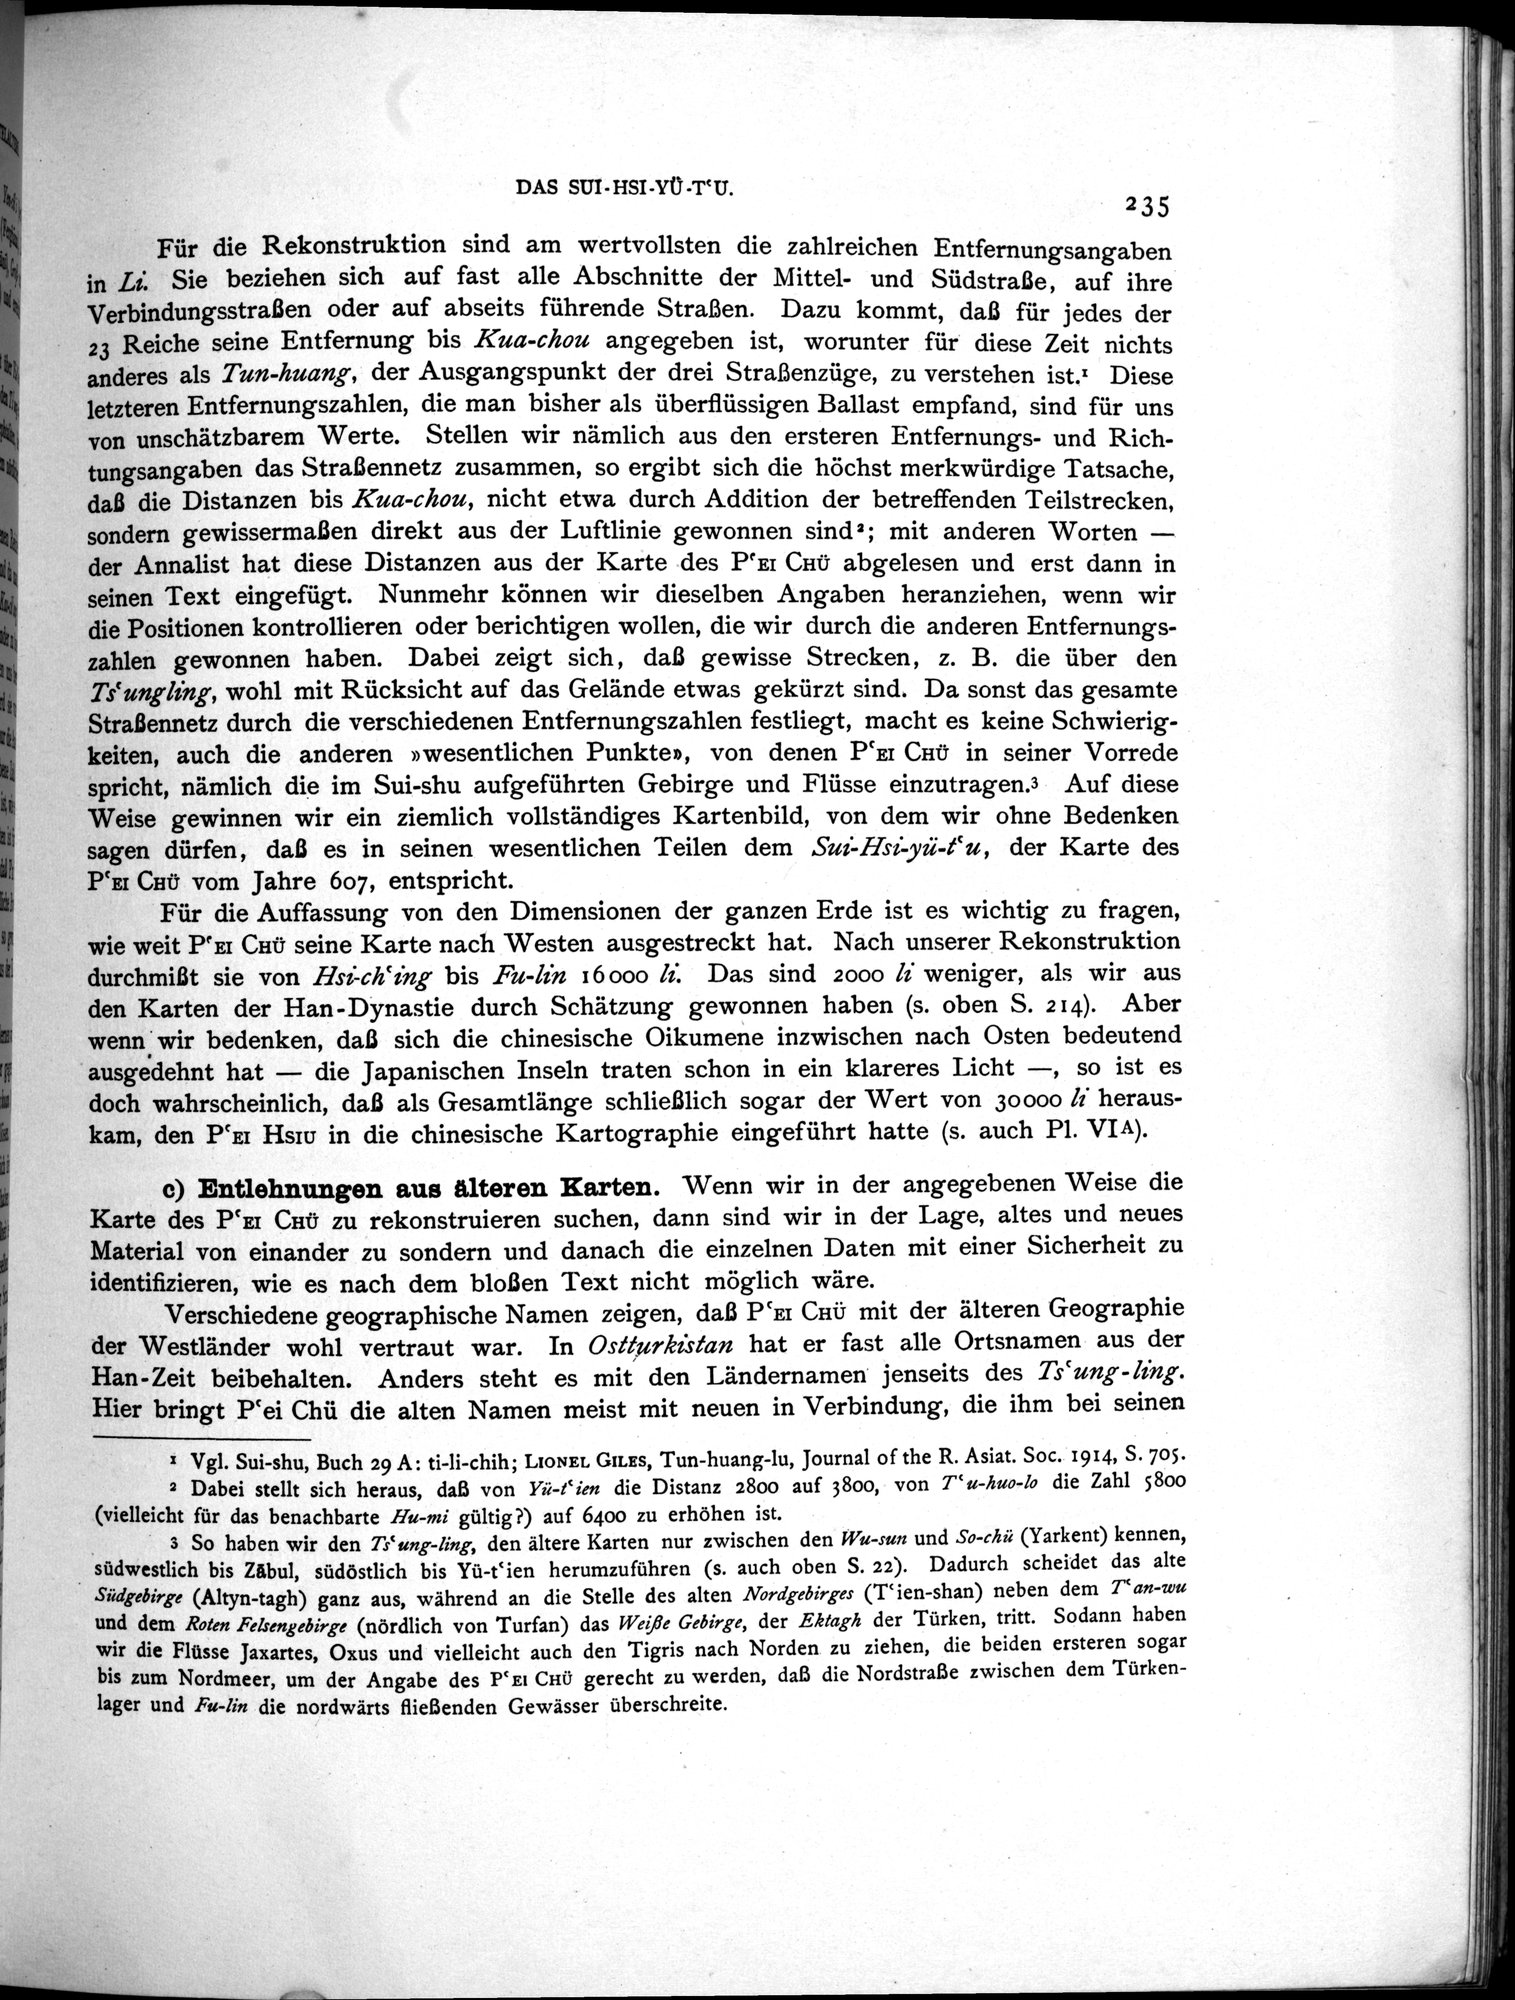 DAS SUI-HSI-YÜ-TʿU.
235
Für die Rekonstruktion sind am wertvollsten die zahlreichen Entfernungsangaben
in Li. Sie beziehen sich auf fast alle Abschnitte der Mittel- und Südstraße, auf ihre
Verbindungsstraßen oder auf abseits führende Straßen. Dazu kommt, daß für jedes der
23 Reiche seine Entfernung bis Kua-chou angegeben ist, worunter für diese Zeit nichts
anderes als Tun-huang, der Ausgangspunkt der drei Straßenzüge, zu verstehen ist.¹ Diese
letzteren Entfernungszahlen, die man bisher als überflüssigen Ballast empfand, sind für uns
von unschätzbarem Werte. Stellen wir nämlich aus den ersteren Entfernungs- und Rich-
tungsangaben das Straßennetz zusammen, so ergibt sich die höchst merkwürdige Tatsache,
daß die Distanzen bis Kua-chou, nicht etwa durch Addition der betreffenden Teilstrecken,
sondern gewissermaßen direkt aus der Luftlinie gewonnen sind²; mit anderen Worten —
der Annalist hat diese Distanzen aus der Karte des Pʿei Chü abgelesen und erst dann in
seinen Text eingefügt. Nunmehr können wir dieselben Angaben heranziehen, wenn wir
die Positionen kontrollieren oder berichtigen wollen, die wir durch die anderen Entfernungs-
zahlen gewonnen haben. Dabei zeigt sich, daß gewisse Strecken, z. B. die über den
Tsʿungling, wohl mit Rücksicht auf das Gelände etwas gekürzt sind. Da sonst das gesamte
Straßennetz durch die verschiedenen Entfernungszahlen festliegt, macht es keine Schwierig-
keiten, auch die anderen »wesentlichen Punkte», von denen Pʿei Chü in seiner Vorrede
spricht, nämlich die im Sui-shu aufgeführten Gebirge und Flüsse einzutragen.³ Auf diese
Weise gewinnen wir ein ziemlich vollständiges Kartenbild, von dem wir ohne Bedenken
sagen dürfen, daß es in seinen wesentlichen Teilen dem Sui-Hsi-yü-tʿu, der Karte des
Pʿei Chü vom Jahre 607, entspricht.
Für die Auffassung von den Dimensionen der ganzen Erde ist es wichtig zu fragen,
wie weit Pʿei Chü seine Karte nach Westen ausgestreckt hat. Nach unserer Rekonstruktion
durchmißt sie von Hsi-chʿing bis Fu-lin 16000 li. Das sind 2000 li weniger, als wir aus
den Karten der Han-Dynastie durch Schätzung gewonnen haben (s. oben S. 214). Aber
wenn wir bedenken, daß sich die chinesische Oikumene inzwischen nach Osten bedeutend
ausgedehnt hat — die Japanischen Inseln traten schon in ein klareres Licht —, so ist es
doch wahrscheinlich, daß als Gesamtlänge schließlich sogar der Wert von 30000 li heraus-
kam, den Pʿei Hsiu in die chinesische Kartographie eingeführt hatte (s. auch Pl. VIA).
c) Entlehnungen aus älteren Karten. Wenn wir in der angegebenen Weise die
Karte des Pʿei Chü zu rekonstruieren suchen, dann sind wir in der Lage, altes und neues
Material von einander zu sondern und danach die einzelnen Daten mit einer Sicherheit zu
identifizieren, wie es nach dem bloßen Text nicht möglich wäre.
Verschiedene geographische Namen zeigen, daß Pʿei Chü mit der älteren Geographie
der Westländer wohl vertraut war. In Ostturkistan hat er fast alle Ortsnamen aus der
Han-Zeit beibehalten. Anders steht es mit den Ländernamen jenseits des Tsʿung-ling.
Hier bringt Pʿei Chü die alten Namen meist mit neuen in Verbindung, die ihm bei seinen
¹ Vgl. Sui-shu, Buch 29 A: ti-li-chih; Lionel Giles, Tun-huang-lu, Journal of the R. Asiat. Soc. 1914, S. 705.
² Dabei stellt sich heraus, daß von Yü-tʿien die Distanz 2800 auf 3800, von Tʿu-huo-lo die Zahl 5800
(vielleicht für das benachbarte Hu-mi gültig?) auf 6400 zu erhöhen ist.
³ So haben wir den Tsʿung-ling, den ältere Karten nur zwischen den Wu-sun und So-chü (Yarkent) kennen,
südwestlich bis Zābul, südöstlich bis Yü-tʿien herumzuführen (s. auch oben S. 22). Dadurch scheidet das alte
Südgebirge (Altyn-tagh) ganz aus, während an die Stelle des alten Nordgebirges (Tʿien-shan) neben dem Tʿan-wu
und dem Roten Felsengebirge (nördlich von Turfan) das Weiße Gebirge, der Ektagh der Türken, tritt. Sodann haben
wir die Flüsse Jaxartes, Oxus und vielleicht auch den Tigris nach Norden zu ziehen, die beiden ersteren sogar
bis zum Nordmeer, um der Angabe des Pʿei Chü gerecht zu werden, daß die Nordstraße zwischen dem Türken-
lager und Fu-lin die nordwärts fließenden Gewässer überschreite.